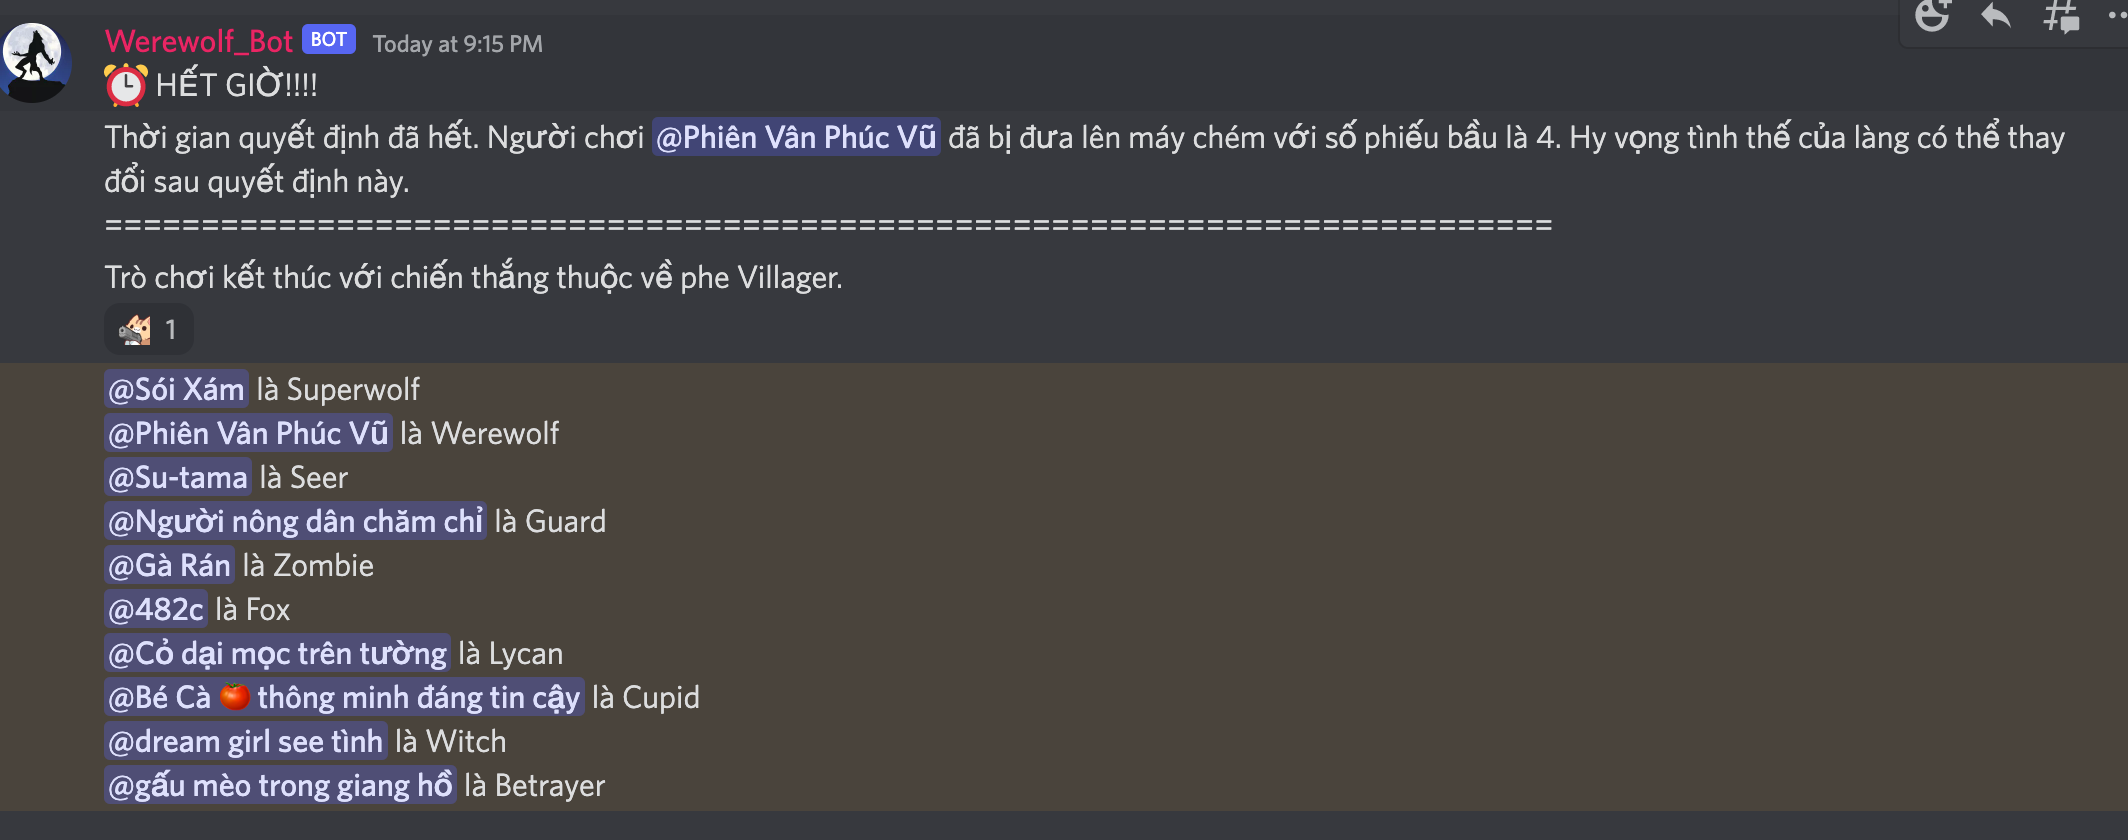 Werewolf_Bot BOT Today at 9:15 PM
HẾT GIỜ!!!!
Thời gian quyết định đã hết. Người chơi @Phiên Vân Phúc Vũ đã bị đưa lên máy chém với số phiếu bầu là 4. Hy vọng tình thế của làng có thể thay
đổi sau quyết định này.
===========================================================================
Trò chơi kết thúc với chiến thắng thuộc về phe Villager.
1
@Sói Xám là Superwolf
@Phiên Vân Phúc Vũ là Werewolf
@Su-tama là Seer
@Người nông dân chăm chỉ là Guard
@Gà Rán là Zombie
@482c là Fox
@Cỏ dại mọc trên tường là Lycan
@Bé Cà 🍅 thông minh đáng tin cậy là Cupid
@dream girl see tình là Witch
@gấu mèo trong giang hồ là Betrayer